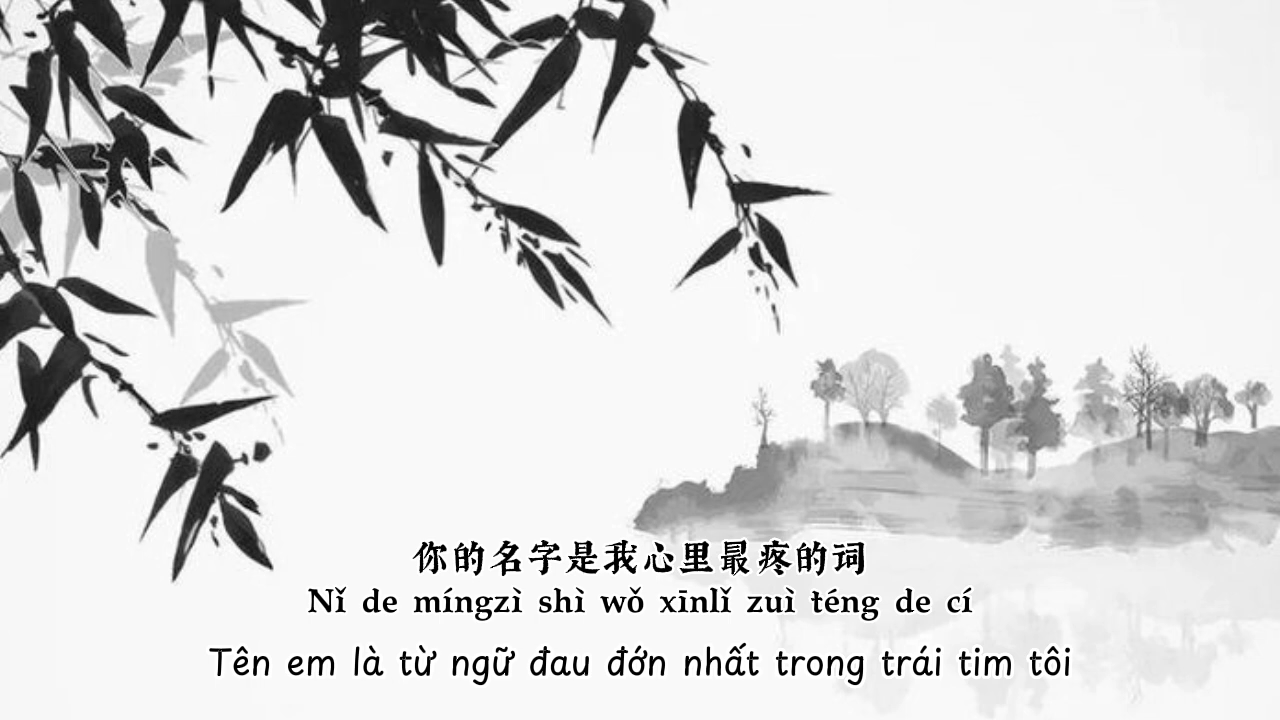 你的名字是我心里最疼的词
Nǐ de míngzì shì wǒ xīnlǐ zuì téng de cí
Tên em là từ ngữ đau đớn nhất trong trái tim tôi